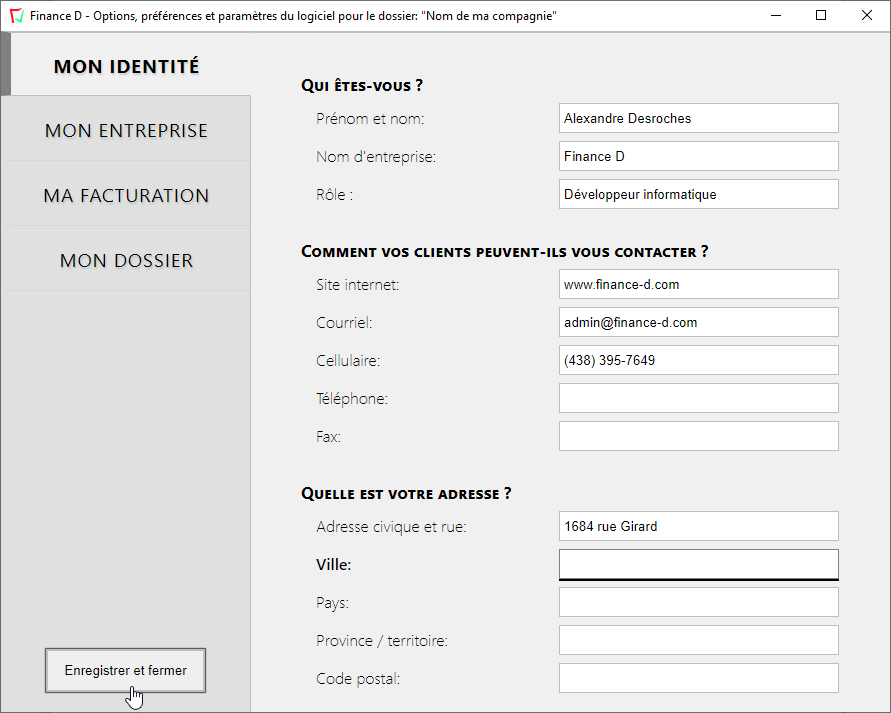 Finance D - Options, préférences et paramètres du logiciel pour le dossier: "Nom de ma compagnie"
MON IDENTITÉ
MON ENTREPRISE
MA FACTURATION
MON DOSSIER
Enregistrer et fermer
Qui êtes-vous ?
Prénom et nom: Alexandre Desroches
Nom d'entreprise: Finance D
Rôle : Développeur informatique
Comment vos clients peuvent-ils vous contacter ?
Site internet: www.finance-d.com
Courriel: admin@finance-d.com
Cellulaire: (438) 395-7649
Téléphone:
Fax:
Quelle est votre adresse ?
Adresse civique et rue: 1684 rue Girard
Ville:
Pays:
Province / territoire:
Code postal: